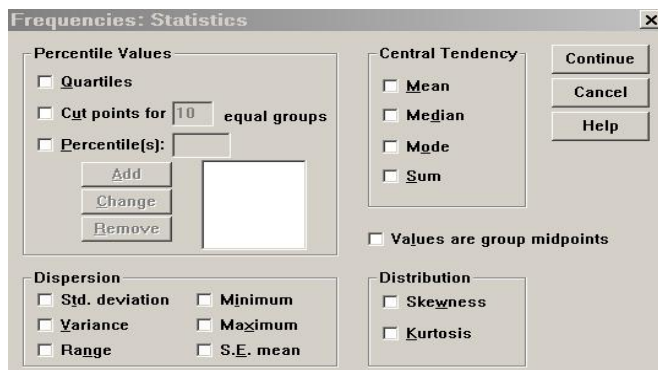 Frequencies: Statistics
Percentile Values
Quartiles
Cut points for 10 equal groups
Percentile(s):
Add
Change
Remove
Central Tendency
Mean
Median
Mode
Sum
Continue
Cancel
Help
Values are group midpoints
Dispersion
Std. deviation Minimum
Variance Maximum
Range S.E. mean
Distribution
Skewness
Kurtosis